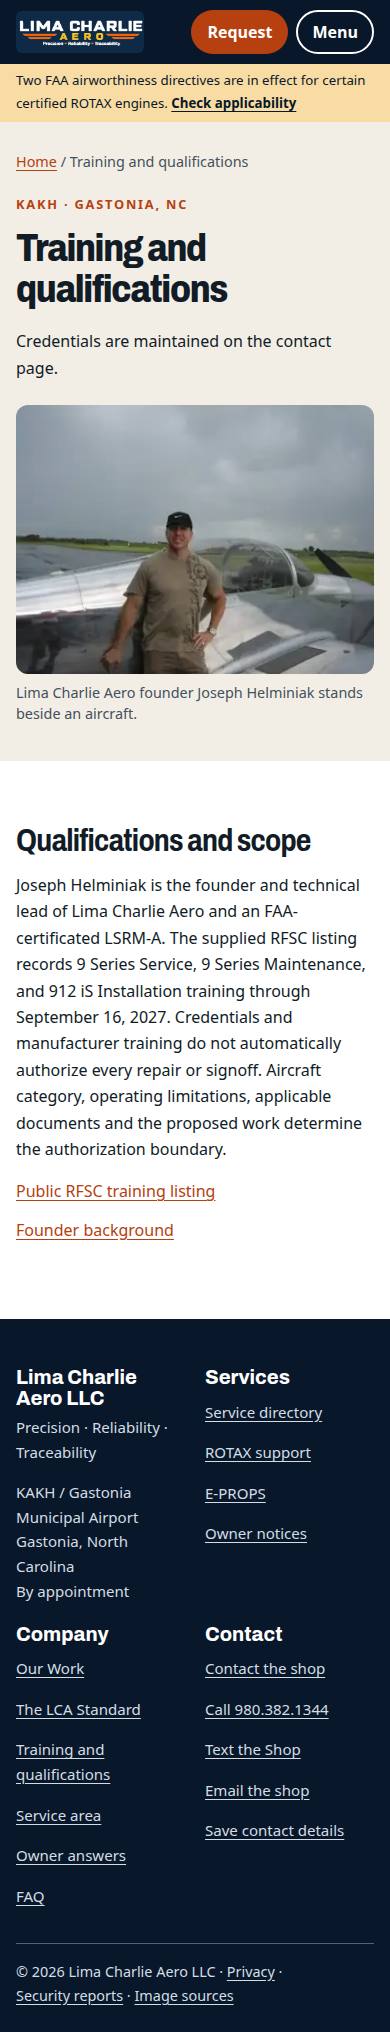 LIMA CHARLIE
AERO
Precision • Reliability • Traceability
Request
Menu
Two FAA airworthiness directives are in effect for certain
certified ROTAX engines. Check applicability
Home / Training and qualifications
KAKH · GASTONIA, NC
Training and
qualifications
Credentials are maintained on the contact
page.
Lima Charlie Aero founder Joseph Helminiak stands
beside an aircraft.
Qualifications and scope
Joseph Helminiak is the founder and technical
lead of Lima Charlie Aero and an FAA-
certificated LSRM-A. The supplied RFSC listing
records 9 Series Service, 9 Series Maintenance,
and 912 iS Installation training through
September 16, 2027. Credentials and
manufacturer training do not automatically
authorize every repair or signoff. Aircraft
category, operating limitations, applicable
documents and the proposed work determine
the authorization boundary.
Public RFSC training listing
Founder background
Lima Charlie
Aero LLC
Precision · Reliability ·
Traceability
KAKH / Gastonia
Municipal Airport
Gastonia, North
Carolina
By appointment
Services
Service directory
ROTAX support
E-PROPS
Owner notices
Company
Our Work
The LCA Standard
Training and
qualifications
Service area
Owner answers
FAQ
Contact
Contact the shop
Call 980.382.1344
Text the Shop
Email the shop
Save contact details
© 2026 Lima Charlie Aero LLC · Privacy ·
Security reports · Image sources